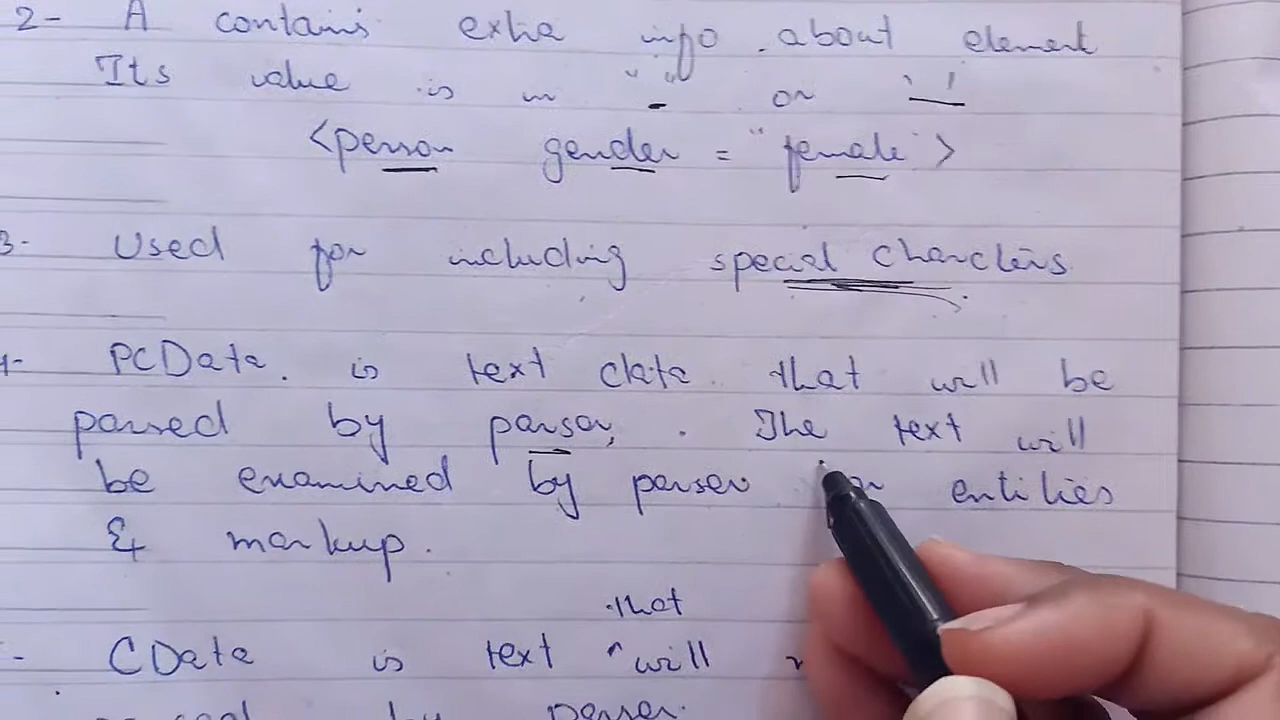 2- A contains extra info about element
Its value is in " " or ' '
<person gender = "female">
3- Used for including special charcters
4- PCData. is text data that will be
parsed by parser, . The text will
be examined by parser entities
& markup.
that
- CData is text ^ will
by parser.